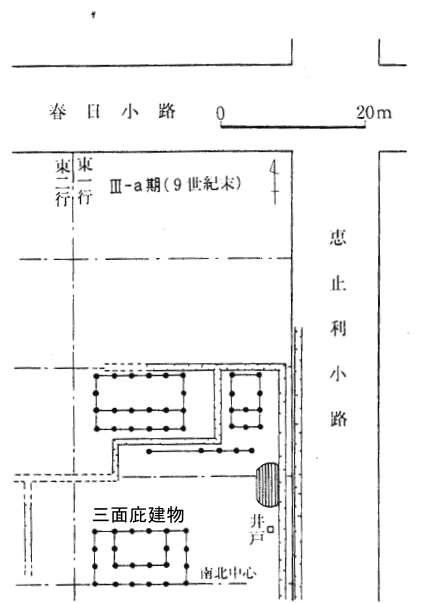 春日小路
0 20m
東二行
東一行
Ⅲ-a期(9世紀末)
恵止利小路
三面庇建物
井戸
南北中心